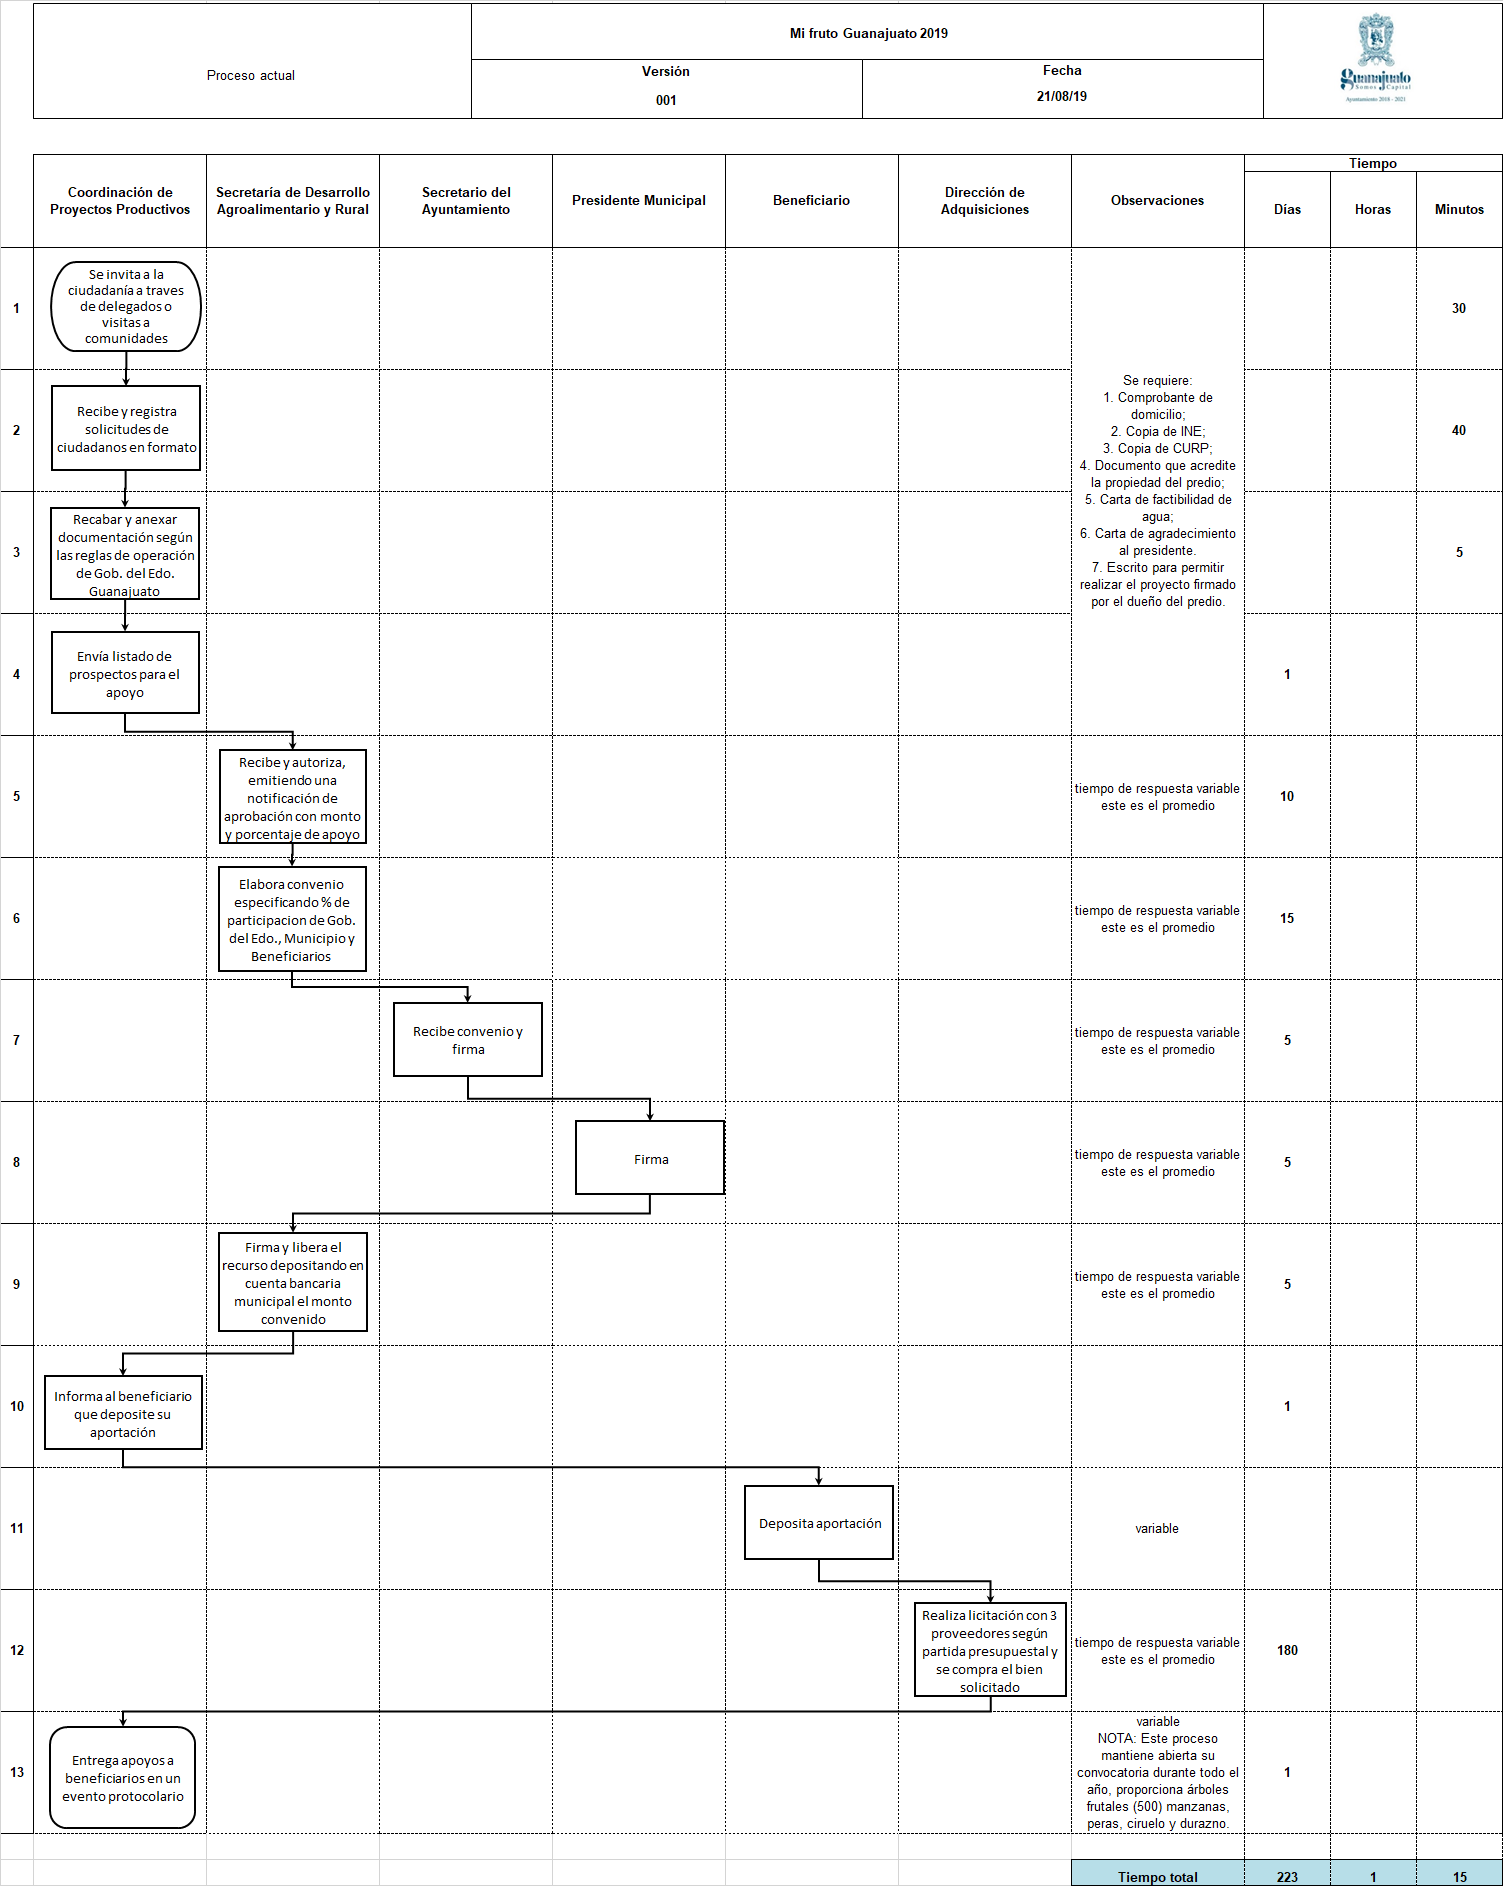 Proceso actual
Mi fruto Guanajuato 2019
Versión
001
Fecha
21/08/19
guanajuato
Somos Capital
Ayuntamiento 2018 - 2021
Coordinación de
Proyectos Productivos
Secretaría de Desarrollo
Agroalimentario y Rural
Secretario del
Ayuntamiento
Presidente Municipal
Beneficiario
Dirección de
Adquisiciones
Observaciones
Tiempo
Días
Horas
Minutos
1
Se invita a la
ciudadanía a traves
de delegados o
visitas a
comunidades
30
2
Recibe y registra
solicitudes de
ciudadanos en formato
40
Se requiere:
1. Comprobante de
domicilio;
2. Copia de INE;
3. Copia de CURP;
4. Documento que acredite
la propiedad del predio;
5. Carta de factibilidad de
agua;
6. Carta de agradecimiento
al presidente.
7. Escrito para permitir
realizar el proyecto firmado
por el dueño del predio.
3
Recabar y anexar
documentación según
las reglas de operación
de Gob. del Edo.
Guanajuato
5
4
Envía listado de
prospectos para el
apoyo
1
5
Recibe y autoriza,
emitiendo una
notificación de
aprobación con monto
y porcentaje de apoyo
tiempo de respuesta variable
este es el promedio
10
6
Elabora convenio
especificando % de
participacion de Gob.
del Edo., Municipio y
Beneficiarios
tiempo de respuesta variable
este es el promedio
15
7
Recibe convenio y
firma
tiempo de respuesta variable
este es el promedio
5
8
Firma
tiempo de respuesta variable
este es el promedio
5
9
Firma y libera el
recurso depositando en
cuenta bancaria
municipal el monto
convenido
tiempo de respuesta variable
este es el promedio
5
10
Informa al beneficiario
que deposite su
aportación
1
11
Deposita aportación
variable
12
Realiza licitación con 3
proveedores según
partida presupuestal y
se compra el bien
solicitado
tiempo de respuesta variable
este es el promedio
180
13
Entrega apoyos a
beneficiarios en un
evento protocolario
variable
NOTA: Este proceso
mantiene abierta su
convocatoria durante todo el
año, proporciona árboles
frutales (500) manzanas,
peras, ciruelo y durazno.
1
Tiempo total
223
1
15